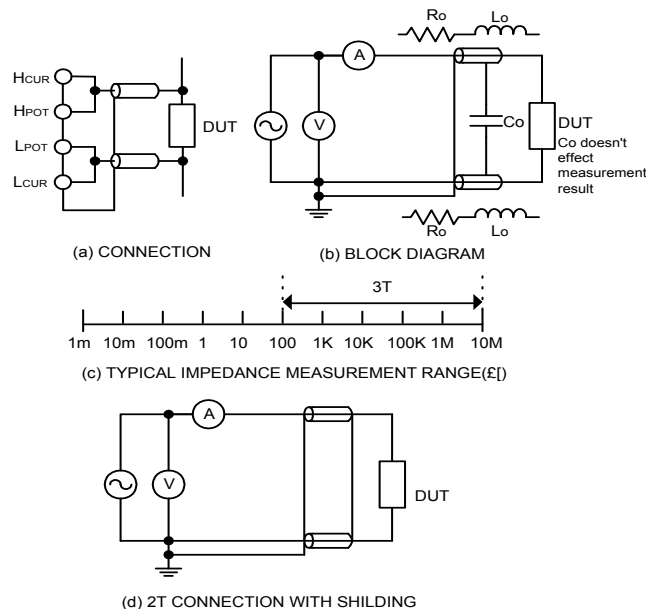 Ro
Lo
HCUR
HPOT
LPOT
LCUR
DUT
A
V
Co
DUT
Co doesn't
effect
measurement
result
Ro
Lo
(a) CONNECTION
(b) BLOCK DIAGRAM
3T
1m 10m 100m 1 10 100 1K 10K 100K 1M 10M
(c) TYPICAL IMPEDANCE MEASUREMENT RANGE(£[)
A
V
DUT
(d) 2T CONNECTION WITH SHILDING